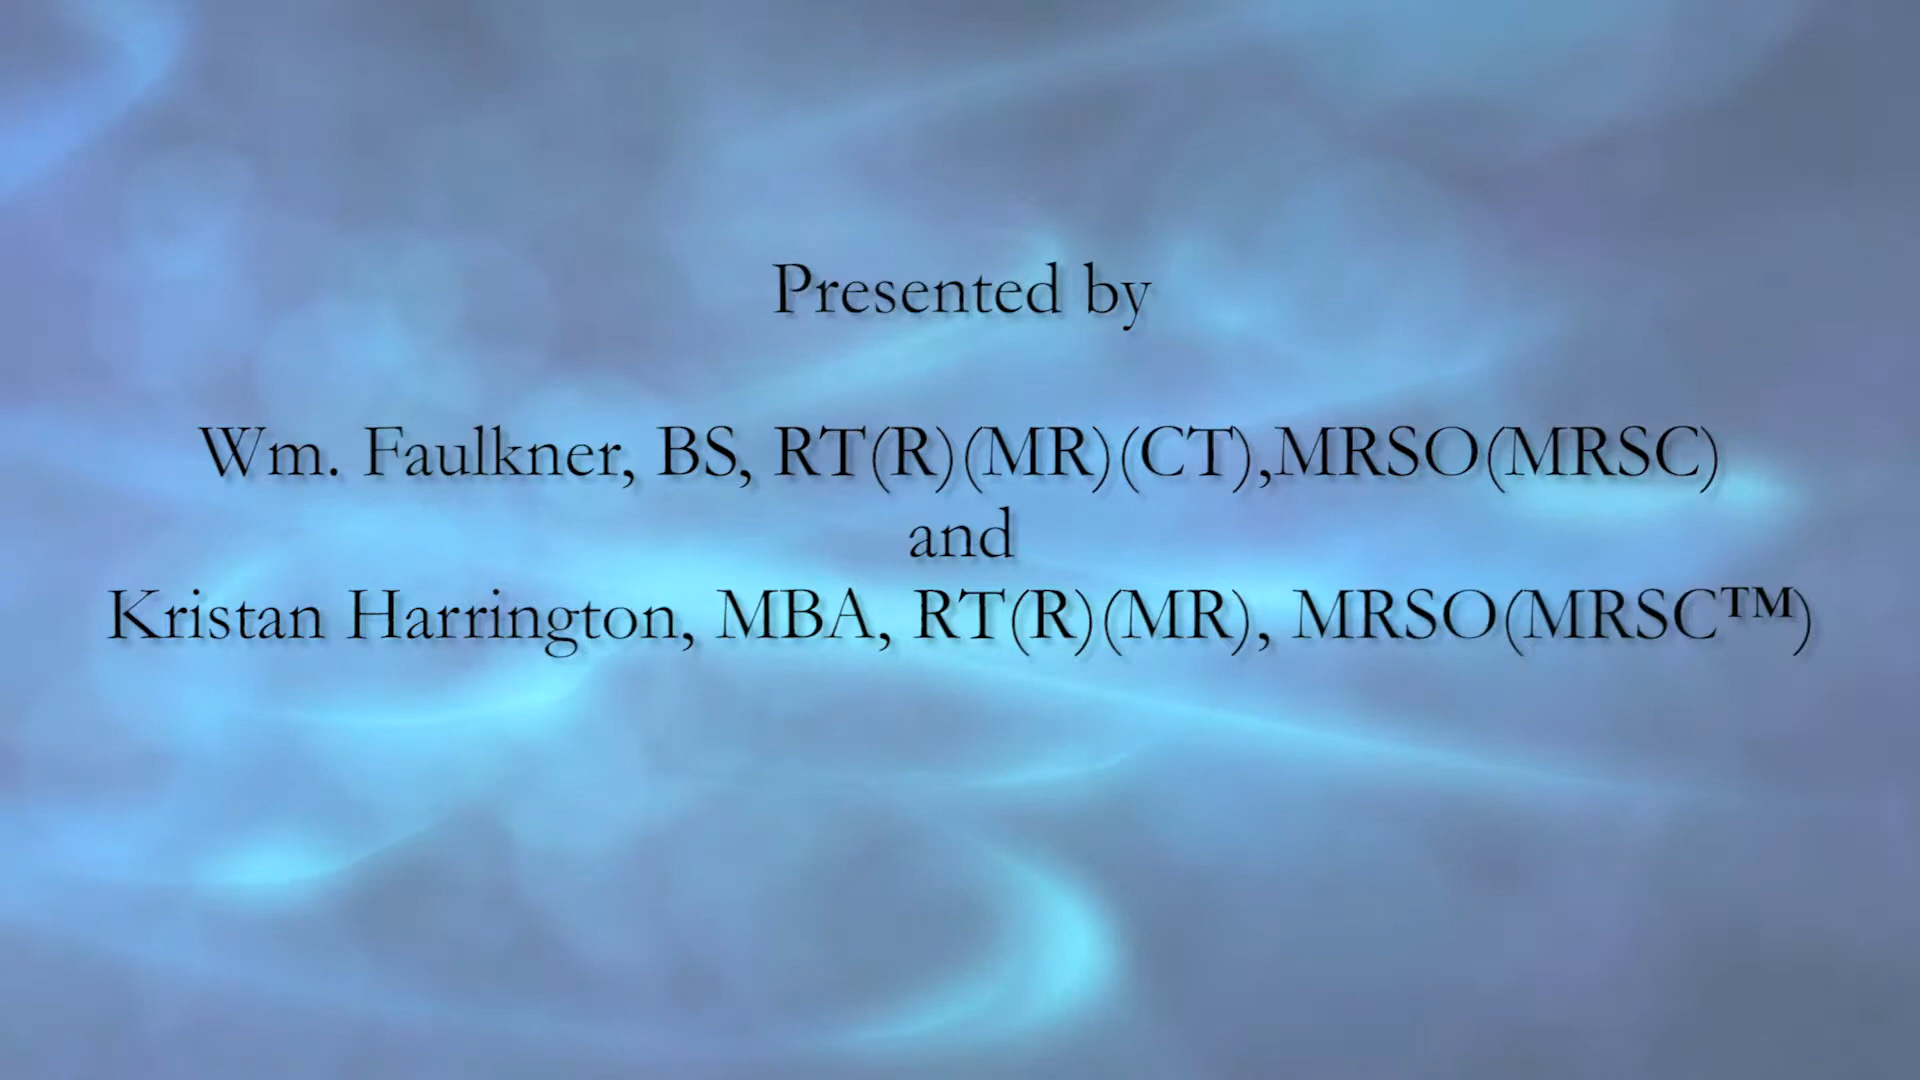 Presented by
Wm. Faulkner, BS, RT(R)(MR)(CT),MRSO(MRSC)
and
Kristan Harrington, MBA, RT(R)(MR), MRSO(MRSC™)